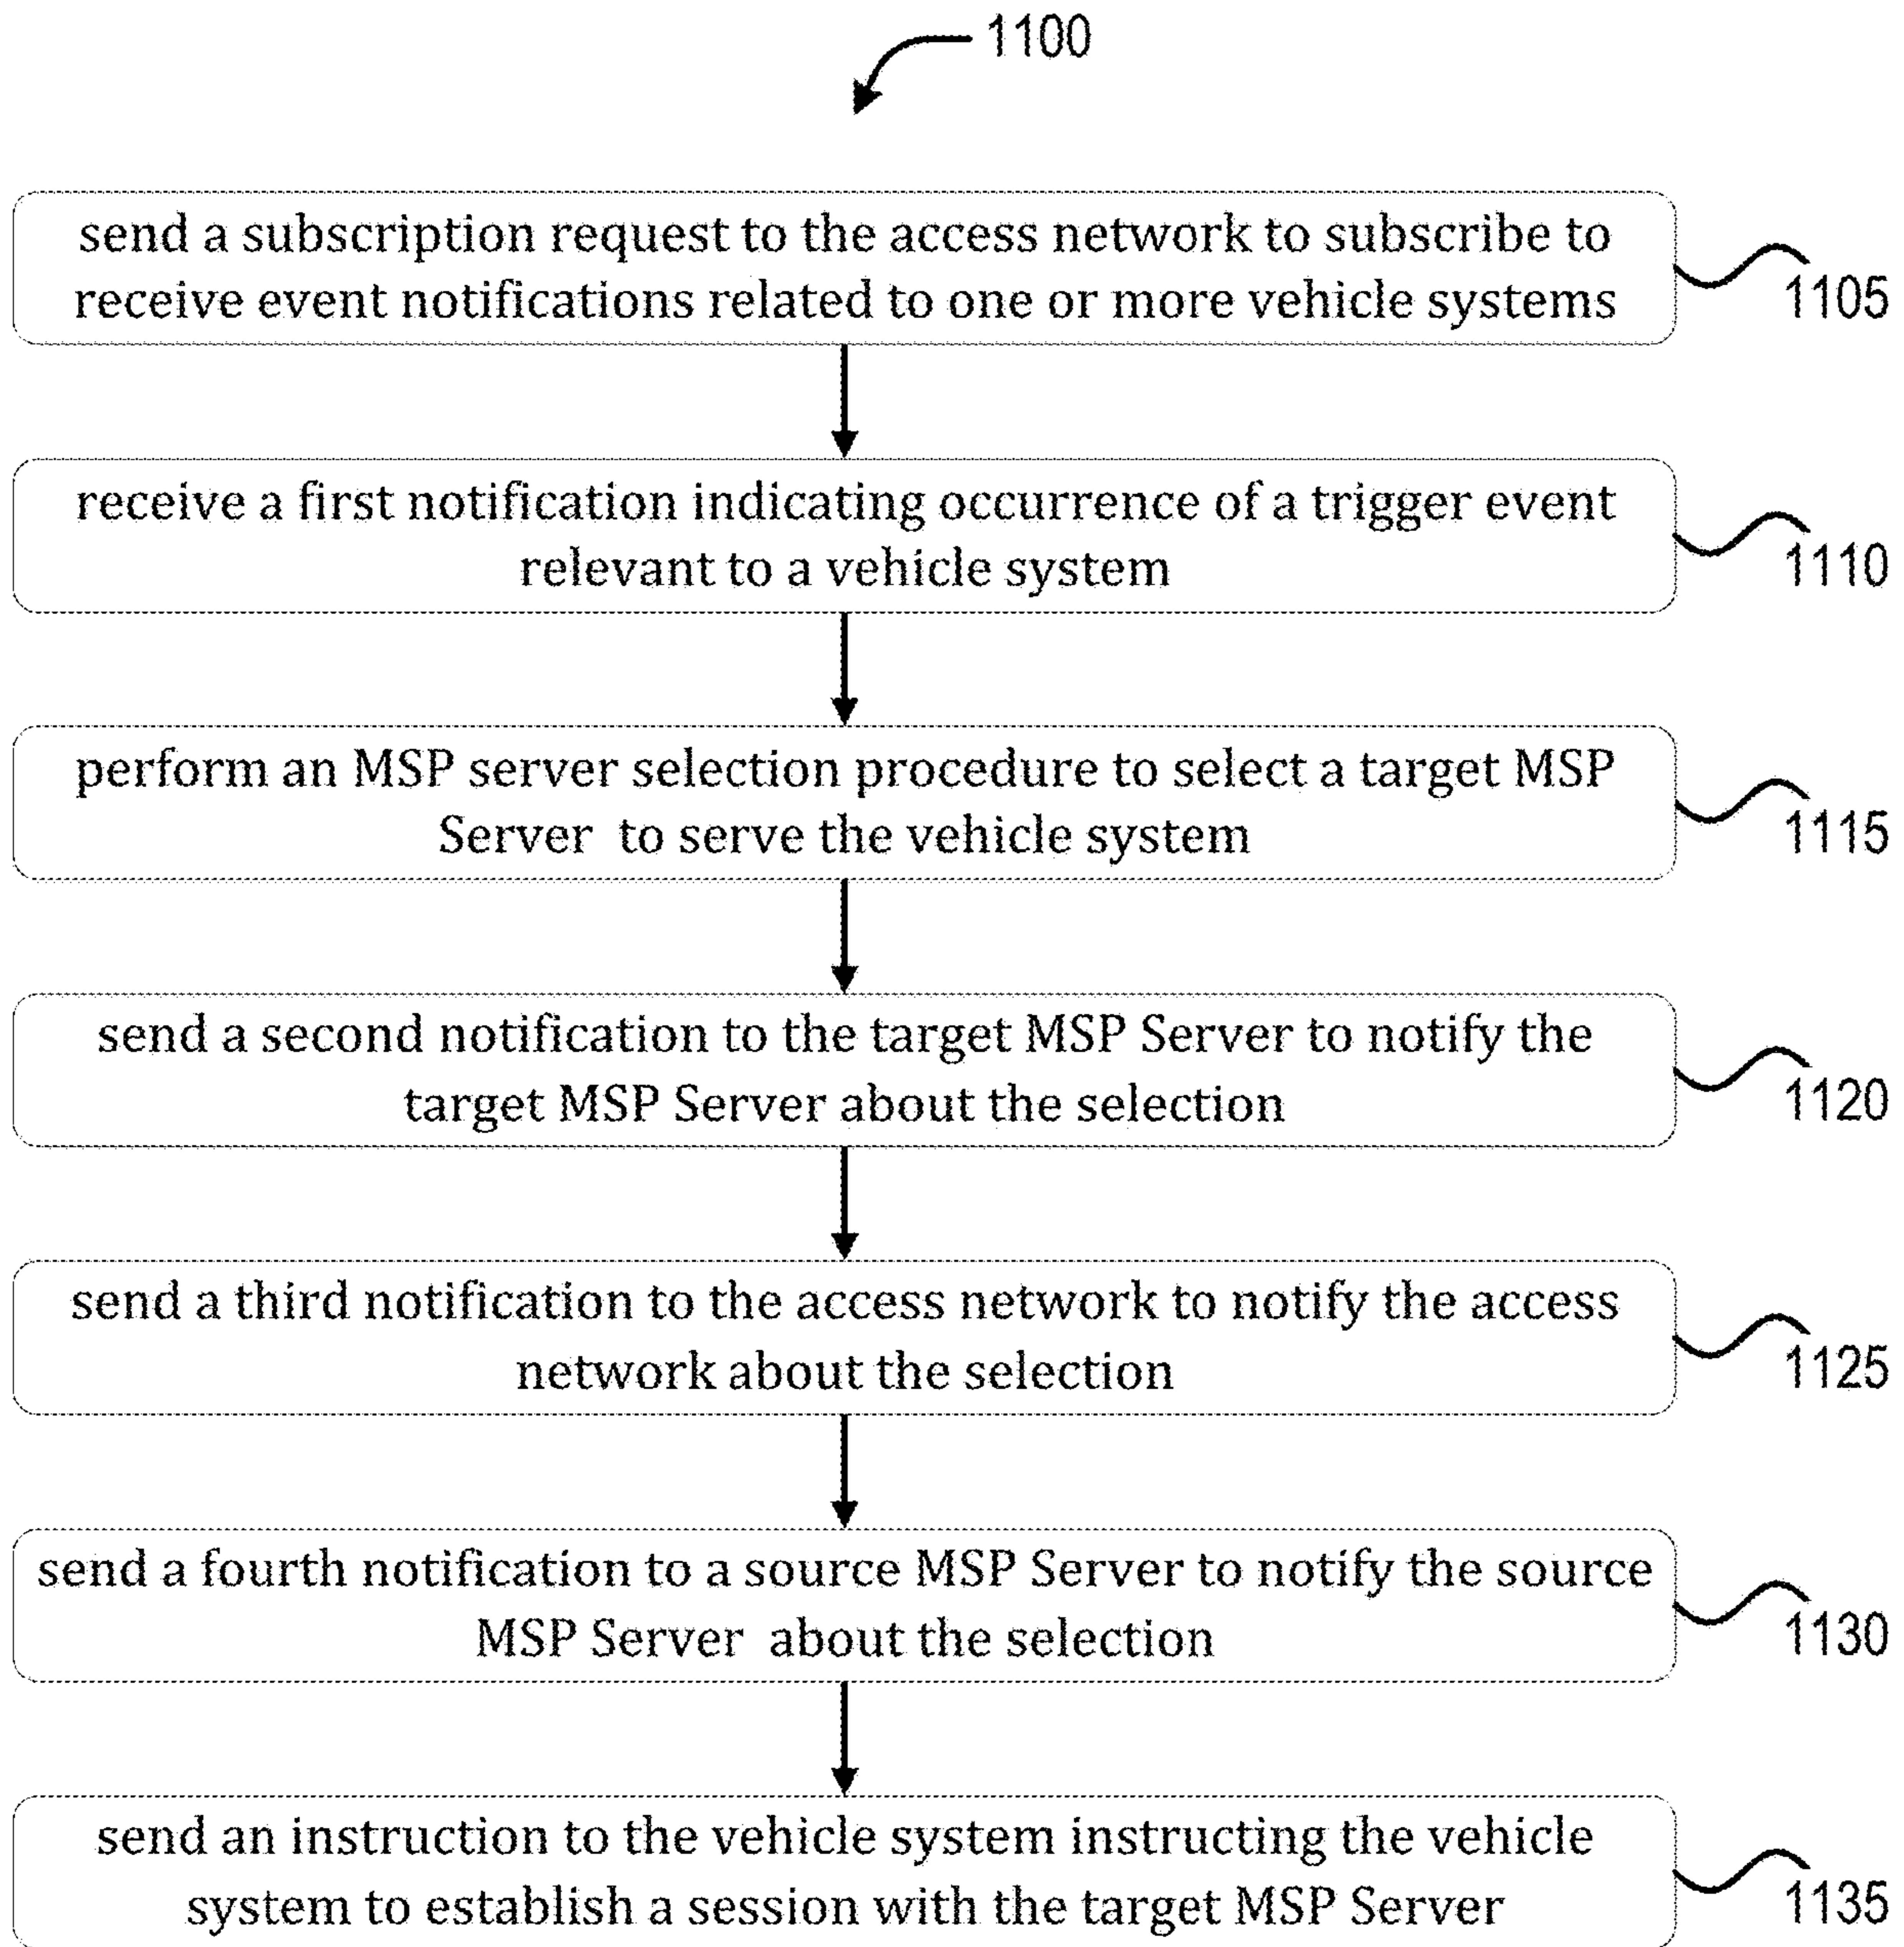 1100
send a subscription request to the access network to subscribe to
receive event notifications related to one or more vehicle systems
1105
receive a first notification indicating occurrence of a trigger event
relevant to a vehicle system
1110
perform an MSP server selection procedure to select a target MSP
Server to serve the vehicle system
1115
send a second notification to the target MSP Server to notify the
target MSP Server about the selection
1120
send a third notification to the access network to notify the access
network about the selection
1125
send a fourth notification to a source MSP Server to notify the source
MSP Server about the selection
1130
send an instruction to the vehicle system instructing the vehicle
system to establish a session with the target MSP Server
1135